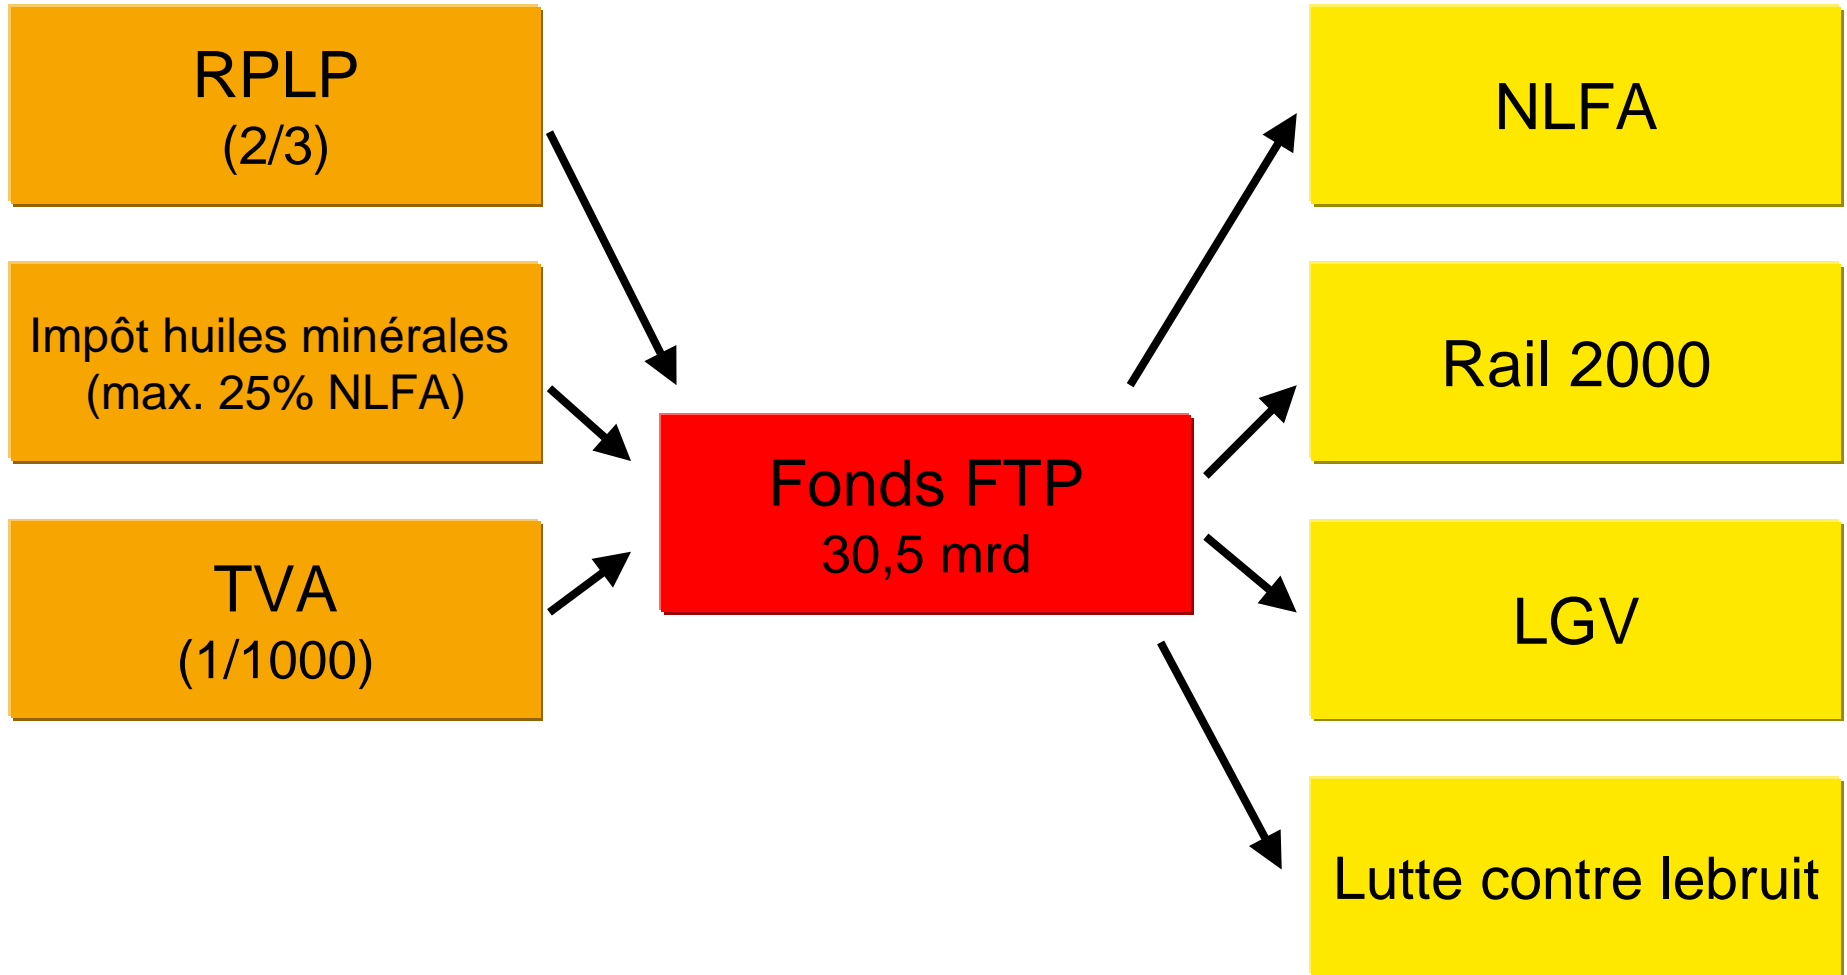 RPLP
(2/3)
Impôt huiles minérales
(max. 25% NLFA)
TVA
(1/1000)
Fonds FTP
30,5 mrd
NLFA
Rail 2000
LGV
Lutte contre lebruit